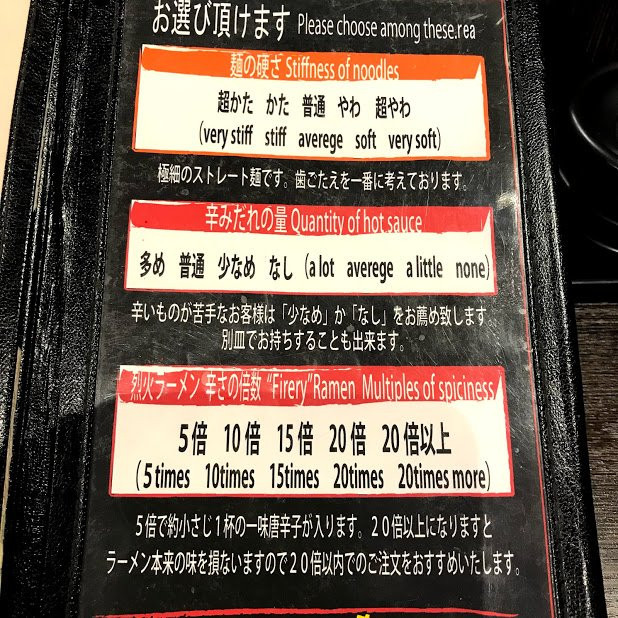 お選び頂けます Please choose among these.rea
麺の硬さ Stiffness of noodles
超かた かた 普通 やわ 超やわ
(very stiff stiff averege soft very soft)
極細のストレート麺です。歯ごたえを一番に考えております。
辛みだれの量 Quantity of hot sauce
多め 普通 少なめ なし (a lot averege a little none)
辛いものが苦手なお客様は「少なめ」か「なし」をお薦め致します
別皿でお持ちすることも出来ます。
烈火ラーメン 辛さの倍数 “Firery”Ramen Multiples of spiciness
5倍 10倍 15倍 20倍 20倍以上
(5times 10times 15times 20times 20times more)
5倍で約小さじ1杯の一味唐辛子が入ります。20倍以上になりますと
ラーメン本来の味を損ないますので20倍以内でのご注文をおすすめいたします。